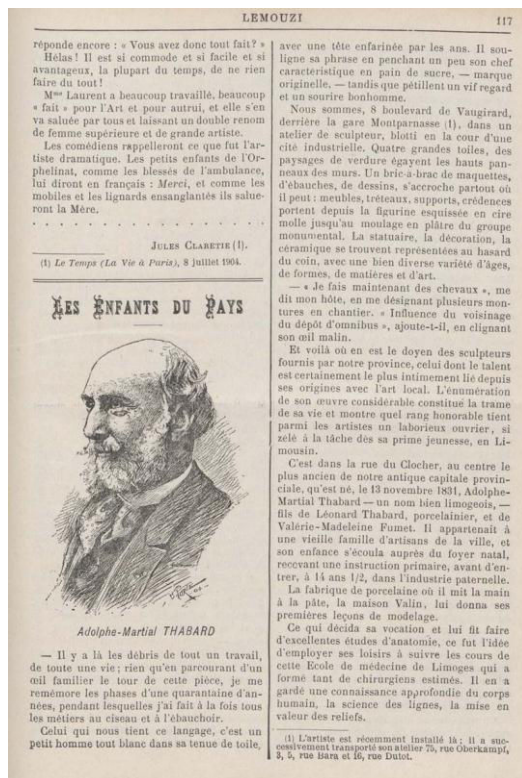 LEMOUZI
117
réponde encore : « Vous avez donc tout fait? »
Hélas! Il est si commode et si facile et si
avantageux, la plupart du temps, de ne rien
faire du tout!
Mme Laurent a beaucoup travaillé, beaucoup
« fait » pour l'Art et pour autrui, et elle s'en
va saluée par tous et laissant un double renom
de femme supérieure et de grande artiste.
Les comédiens rappelleront ce que fut l'ar-
tiste dramatique. Les petits enfants de l'Or-
phelinat, comme les blessés de l'ambulance,
lui diront en français : Merci, et comme les
mobiles et les lignards ensanglantés ils salue-
ront la Mère.
. . . . . . . . . . . . . . . . . . . .
JULES CLARETIE (1).
(1) Le Temps (La Vie à Paris), 8 juillet 1904.
LES ENFANTS DU PAYS
Adolphe-Martial THABARD
— Il y a là les débris de tout un travail,
de toute une vie; rien qu'en parcourant d'un
œil familier le tour de cette pièce, je me
remémore les phases d'une quarantaine d'an-
nées, pendant lesquelles j'ai fait à la fois tous
les métiers au ciseau et à l'ébauchoir.
Celui qui nous tient ce langage, c'est un
petit homme tout blanc dans sa tenue de toile,
avec une tête enfarinée par les ans. Il sou-
ligne sa phrase en penchant un peu son chef
caractéristique en pain de sucre, — marque
originelle, — tandis que pétillent un vif regard
et un sourire bonhomme.
Nous sommes, 8 boulevard de Vaugirard,
derrière la gare Montparnasse (1), dans un
atelier de sculpteur, blotti en la cour d'une
cité industrielle. Quatre grandes toiles, des
paysages de verdure égayent les hauts pan-
neaux des murs. Un bric-à-brac de maquettes,
d'ébauches, de dessins, s'accroche partout où
il peut : meubles, tréteaux, supports, crédences
portent depuis la figurine esquissée en cire
molle jusqu'au moulage en plâtre du groupe
monumental. La statuaire, la décoration, la
céramique se trouvent représentées au hasard
du coin, avec une bien diverse variété d'âges,
de formes, de matières et d'art.
— « Je fais maintenant des chevaux », me
dit mon hôte, en me désignant plusieurs mon-
tures en chantier. « Influence du voisinage
du dépôt d'omnibus », ajoute-t-il, en clignant
son œil malin.
Et voilà où en est le doyen des sculpteurs
fournis par notre province, celui dont le talent
est certainement le plus intimement lié depuis
ses origines avec l'art local. L'énumération
de son œuvre considérable constitue la trame
de sa vie et montre quel rang honorable tient
parmi les artistes un laborieux ouvrier, si
zélé à la tâche dès sa prime jeunesse, en Li-
mousin.
C'est dans la rue du Clocher, au centre le
plus ancien de notre antique capitale provin-
ciale, qu'est né, le 13 novembre 1831, Adolphe-
Martial Thabard — un nom bien limogeois, —
fils de Léonard Thabard, porcelainier, et de
Valérie-Madeleine Fumet. Il appartenait à
une vieille famille d'artisans de la ville, et
son enfance s'écoula auprès du foyer natal,
recevant une instruction primaire, avant d'en-
trer, à 14 ans 1/2, dans l'industrie paternelle.
La fabrique de porcelaine où il mit la main
à la pâte, la maison Valin, lui donna ses
premières leçons de modelage.
Ce qui décida sa vocation et lui fit faire
d'excellentes études d'anatomie, ce fut l'idée
d'employer ses loisirs à suivre les cours de
cette Ecole de médecine de Limoges qui a
formé tant de chirurgiens estimés. Il en a
gardé une connaissance approfondie du corps
humain, la science des lignes, la mise en
valeur des reliefs.
(1) L'artiste est récemment installé là; il a suc-
cessivement transporté son atelier 75, rue Oberkampf,
3, 5, rue Bara et 16, rue Dutot.